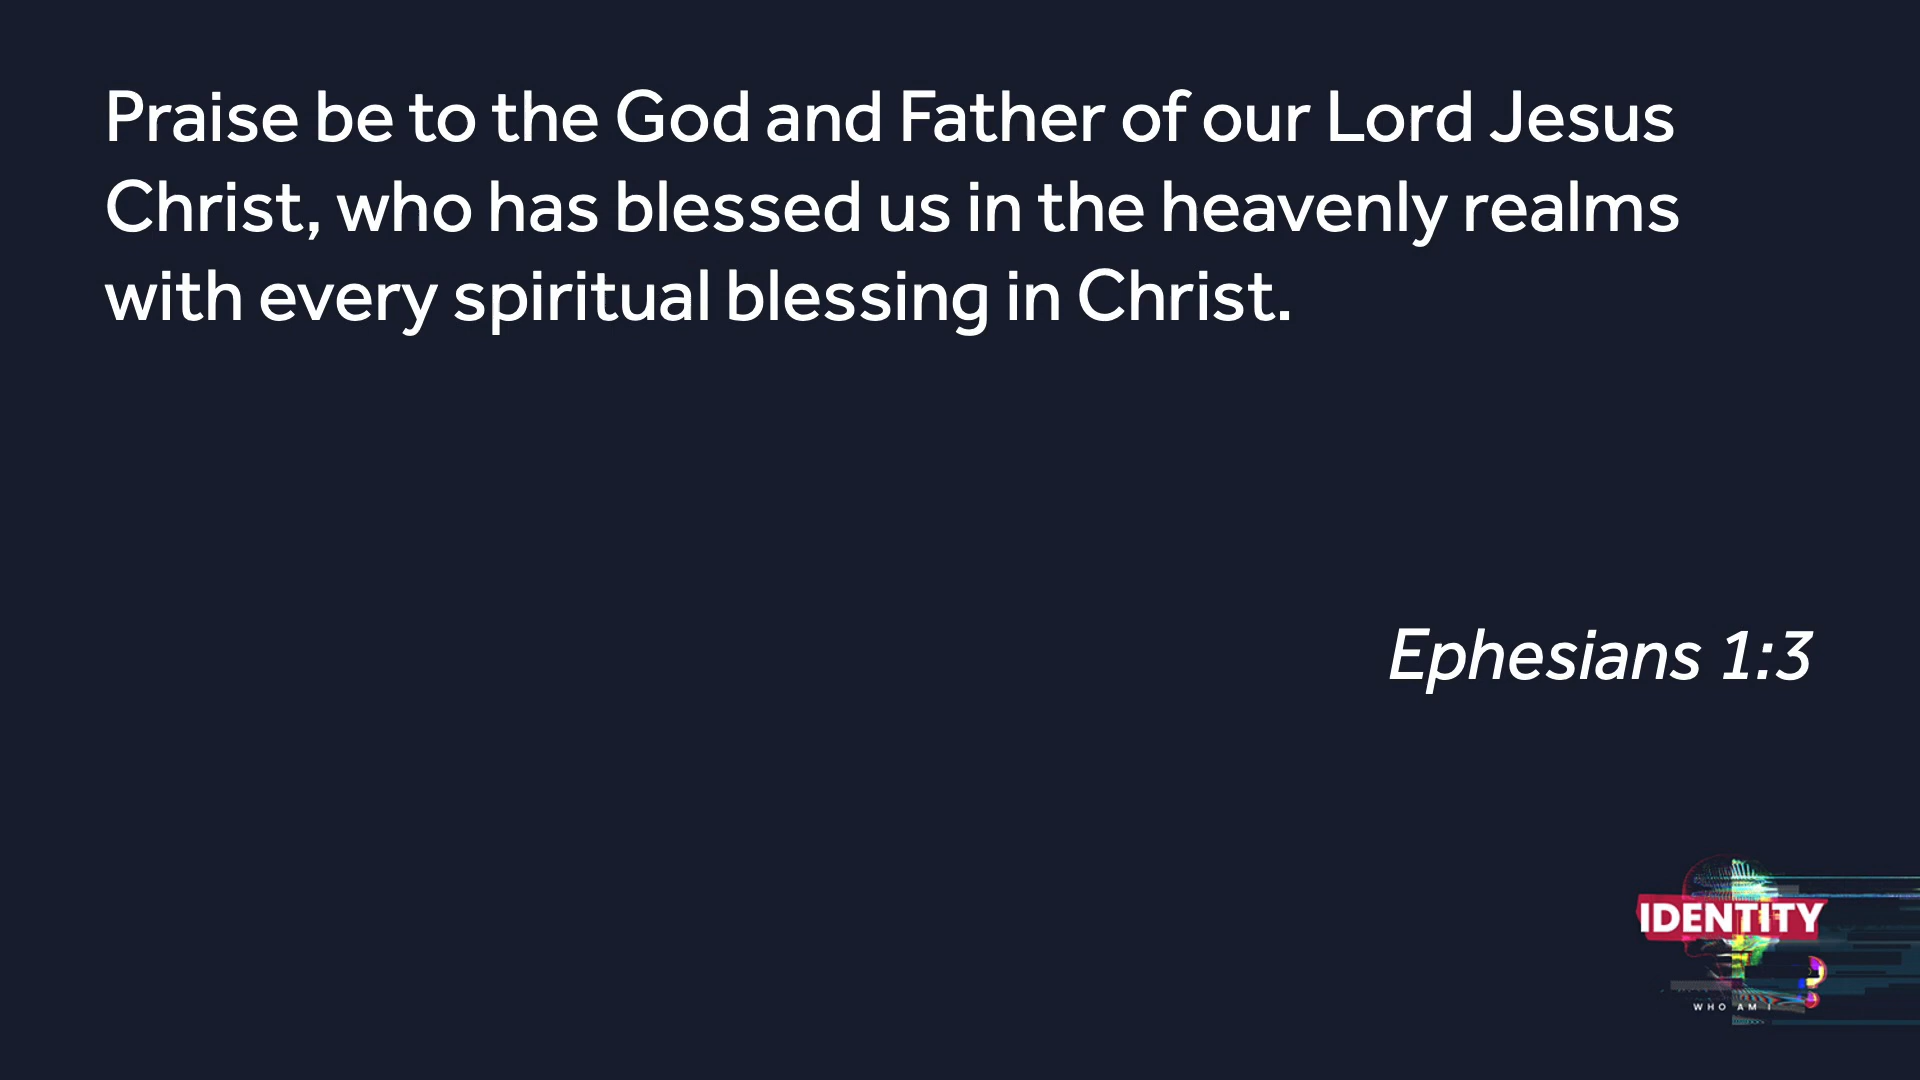 Praise be to the God and Father of our Lord Jesus
Christ, who has blessed us in the heavenly realms
with every spiritual blessing in Christ.
Ephesians 1:3
IDENTITY
WHO AM I